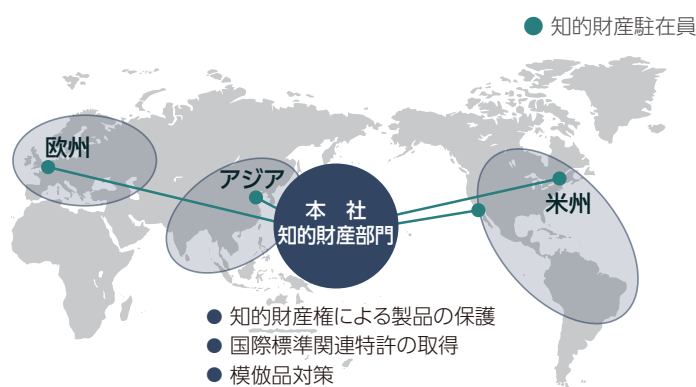 知的財産駐在員
欧州
アジア
本　社
知的財産部門
米州
知的財産権による製品の保護
国際標準関連特許の取得
模倣品対策